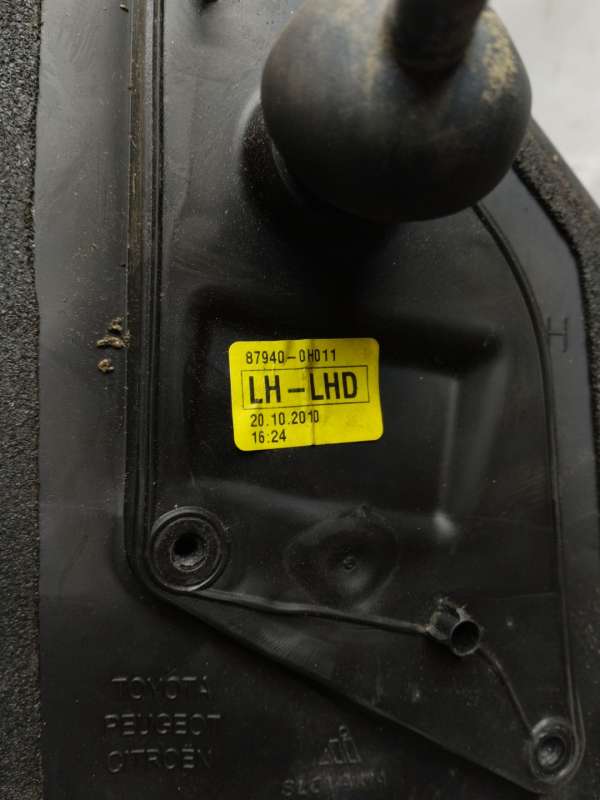 87940-0H011
LH-LHD
20.10.2010
16:24
H
TOYOTA
PEUGEOT
CITROËN